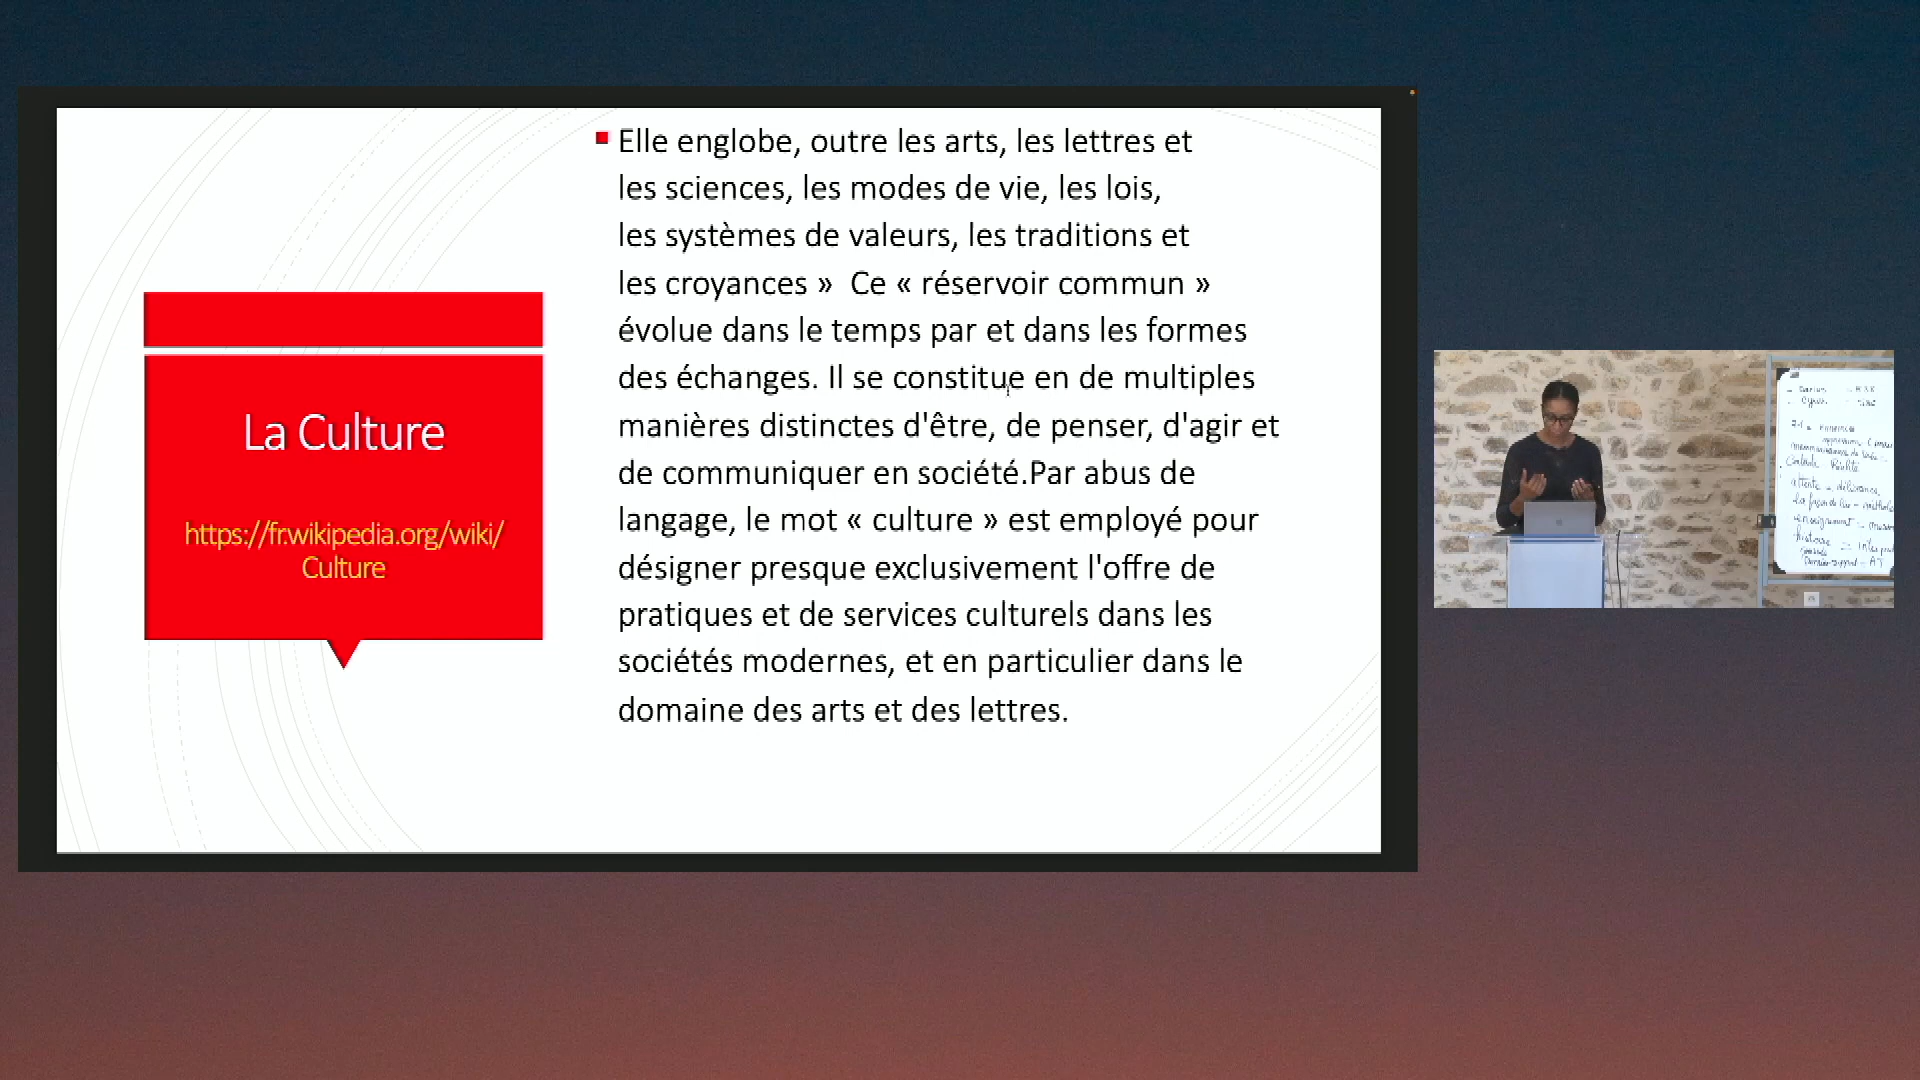 La Culture
https://fr.wikipedia.org/wiki/
Culture
Elle englobe, outre les arts, les lettres et
les sciences, les modes de vie, les lois,
les systèmes de valeurs, les traditions et
les croyances »  Ce « réservoir commun »
évolue dans le temps par et dans les formes
des échanges. Il se constitue en de multiples
manières distinctes d'être, de penser, d'agir et
de communiquer en société.Par abus de
langage, le mot « culture » est employé pour
désigner presque exclusivement l'offre de
pratiques et de services culturels dans les
sociétés modernes, et en particulier dans le
domaine des arts et des lettres.